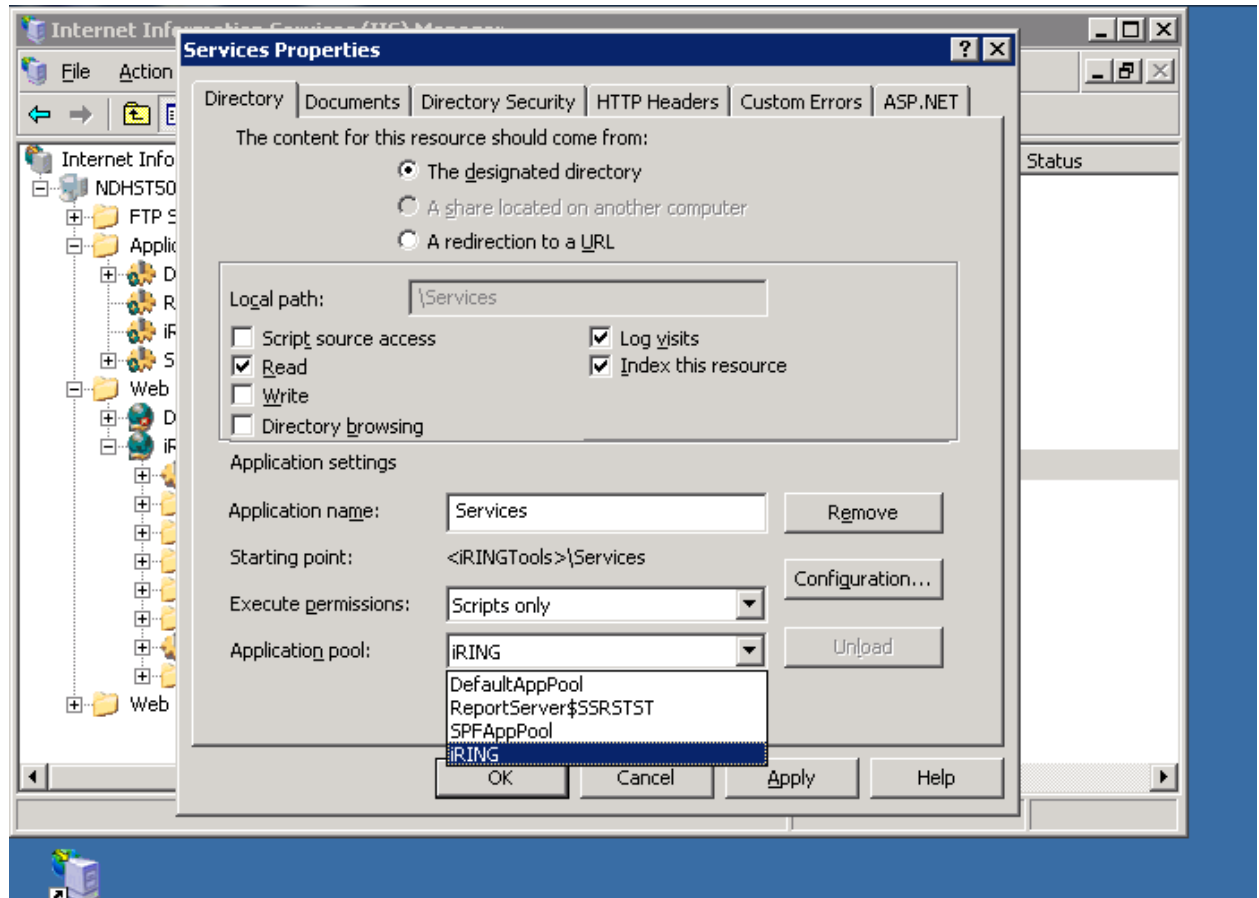 Internet Information Services (IIS) Manager
Services Properties
File Action
Directory Documents Directory Security HTTP Headers Custom Errors ASP.NET
The content for this resource should come from:
Internet Info
Status
The designated directory
NDHST50
A share located on another computer
FTP S
A redirection to a URL
Applic
D
Local path: \Services
R
Script source access Log visits
iR
Read Index this resource
S
Write
Web
Directory browsing
D
iR
Application settings
Application name: Services Remove
Starting point: <iRINGTools>\Services
Configuration...
Execute permissions: Scripts only
Application pool: iRING Unload
DefaultAppPool
ReportServer$SSRSTST
Web
SPFAppPool
iRING
OK Cancel Apply Help